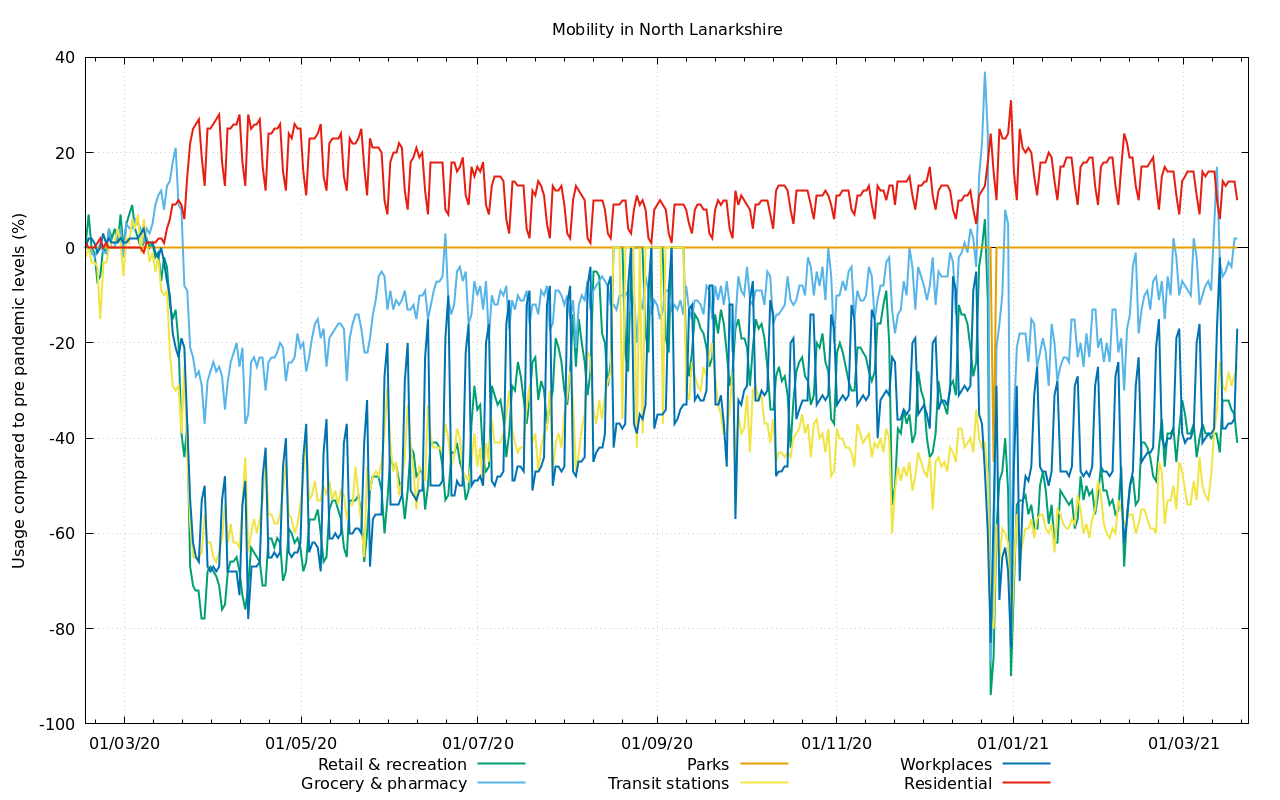 Mobility in North Lanarkshire
Usage compared to pre pandemic levels (%)
40
20
0
-20
-40
-60
-80
-100
01/03/20 01/05/20 01/07/20 01/09/20 01/11/20 01/01/21 01/03/21
Retail & recreation Parks Workplaces
Grocery & pharmacy Transit stations Residential